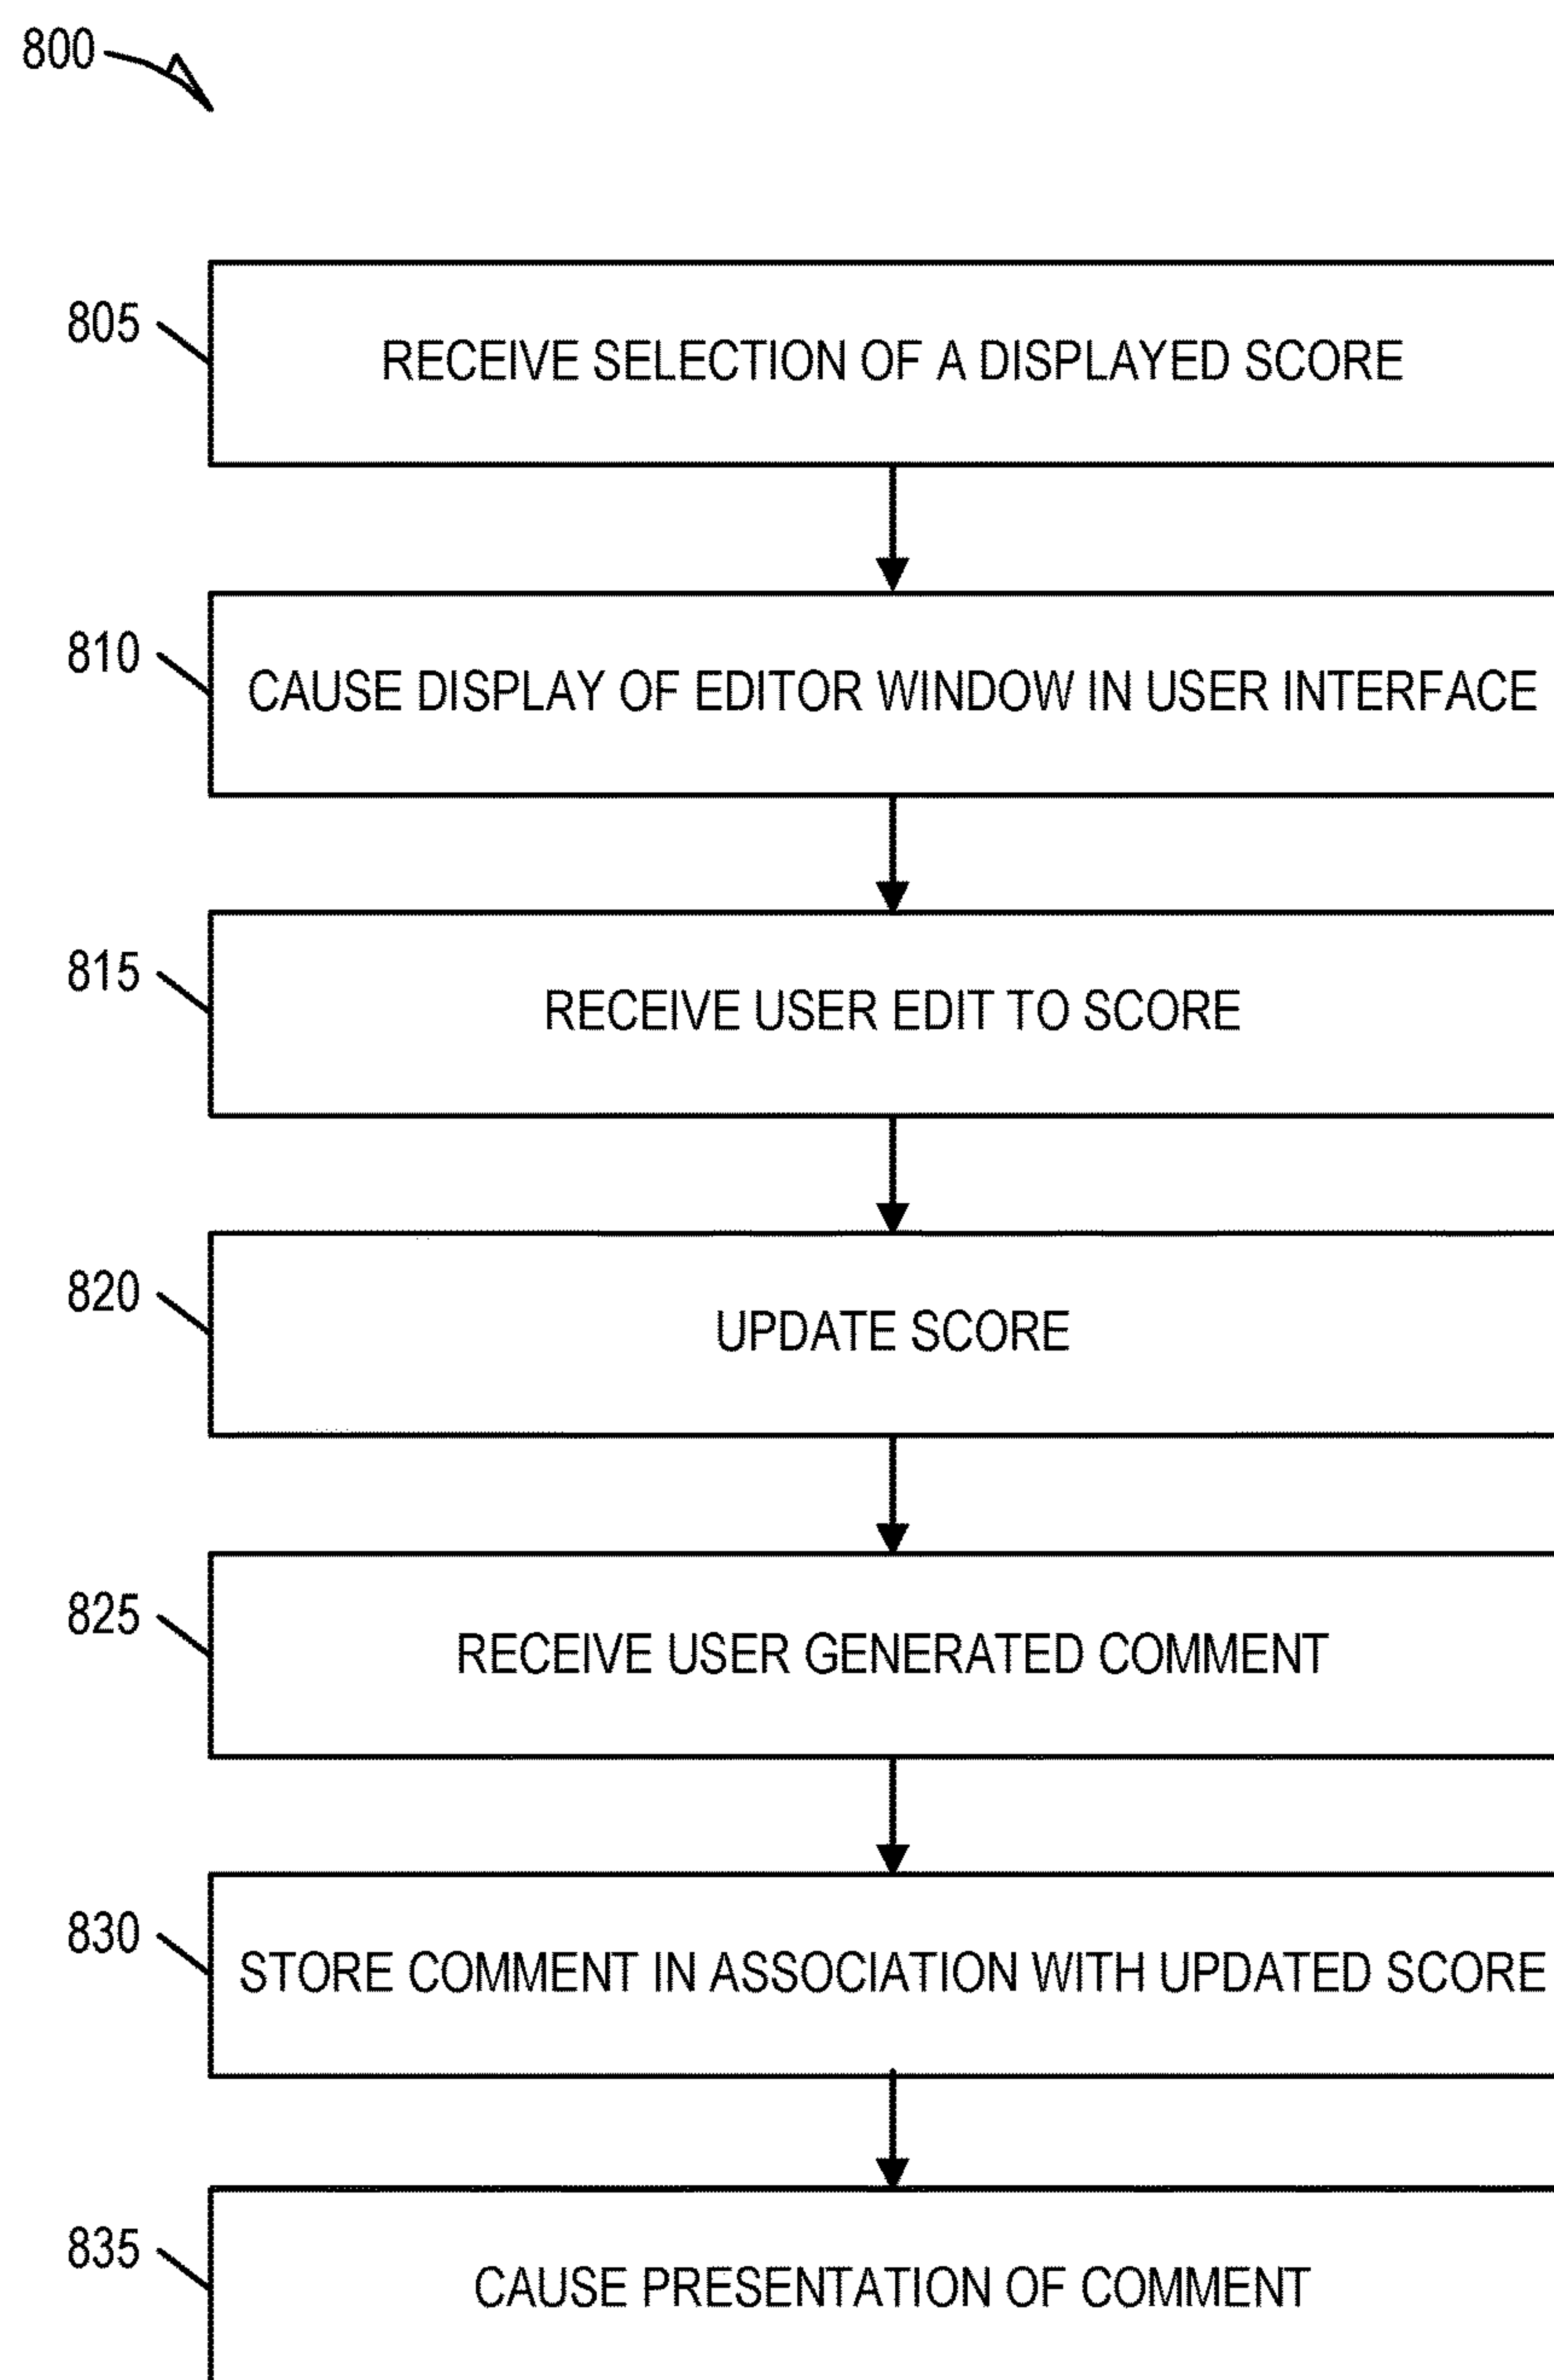 800
805
RECEIVE SELECTION OF A DISPLAYED SCORE
810
CAUSE DISPLAY OF EDITOR WINDOW IN USER INTERFACE
815
RECEIVE USER EDIT TO SCORE
820
UPDATE SCORE
825
RECEIVE USER GENERATED COMMENT
830
STORE COMMENT IN ASSOCIATION WITH UPDATED SCORE
835
CAUSE PRESENTATION OF COMMENT